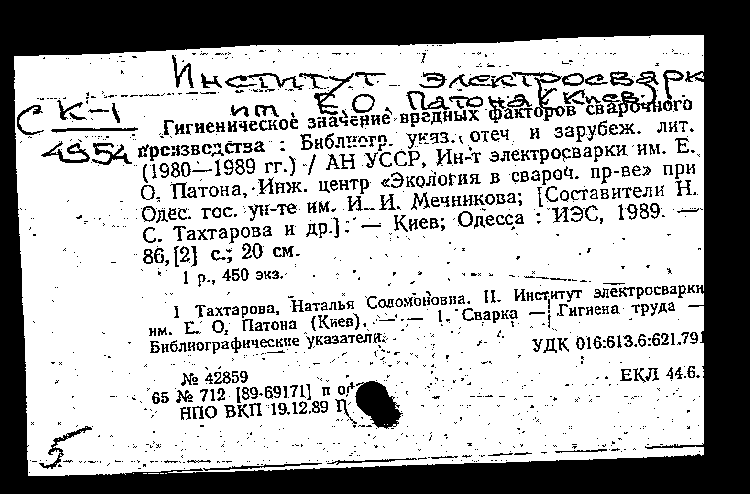 Институт электросварк
им. Е.О. Патона (Киев)
СК-1
4954
Гигиеническое значение вредных факторов сварочного
производства : Библиогр. указ. отеч. и зарубеж. лит.
(1980—1989 гг.) / АН УССР, Ин-т электросварки им. Е.
О. Патона, Инж. центр «Экология в свароч. пр-ве» при
Одес. гос. ун-те им. И. И. Мечникова; [Составители Н.
С. Тахтарова и др.]. — Киев; Одесса : ИЭС, 1989. —
86, [2] с.; 20 см.
1 р., 450 экз.
1 Тахтарова, Наталья Соломоновна. II. Институт электросварки
им. Е. О. Патона (Киев). — — 1. Сварка — Гигиена труда —
Библиографические указатели.
УДК 016:613.6:621.791
№ 42859
65 № 712 [89-69171] п о
НПО ВКП 19.12.89 П
ЕКЛ 44.6.
5